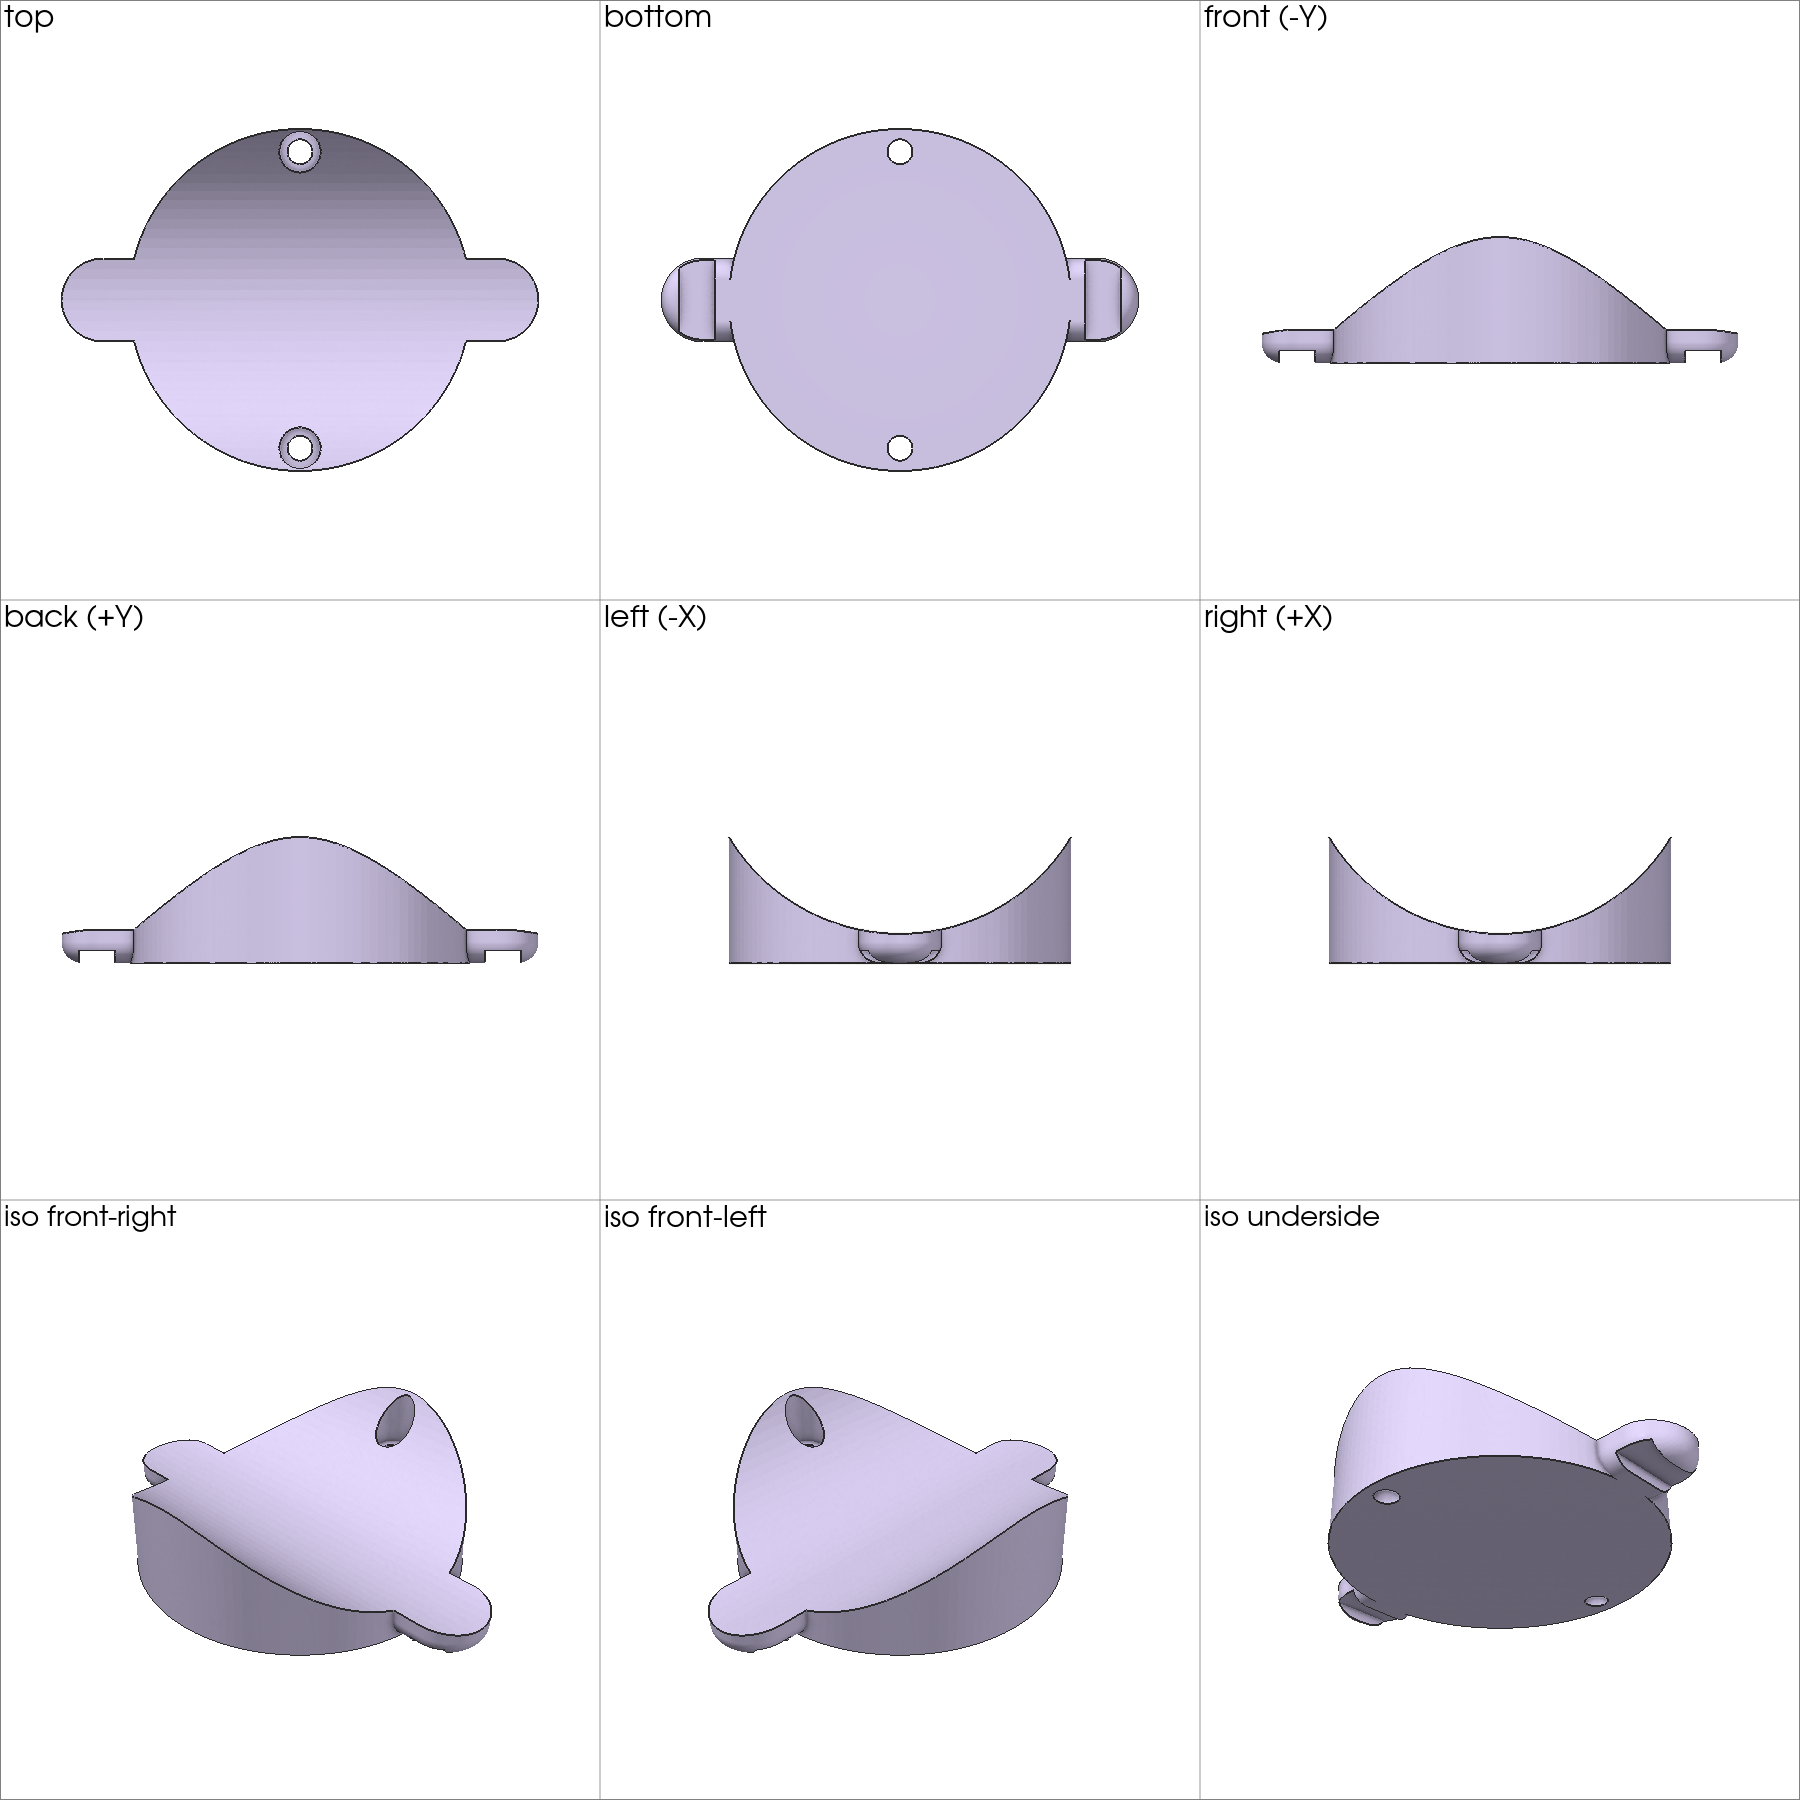 top
bottom
front (-Y)
back (+Y)
left (-X)
right (+X)
iso front-right
iso front-left
iso underside